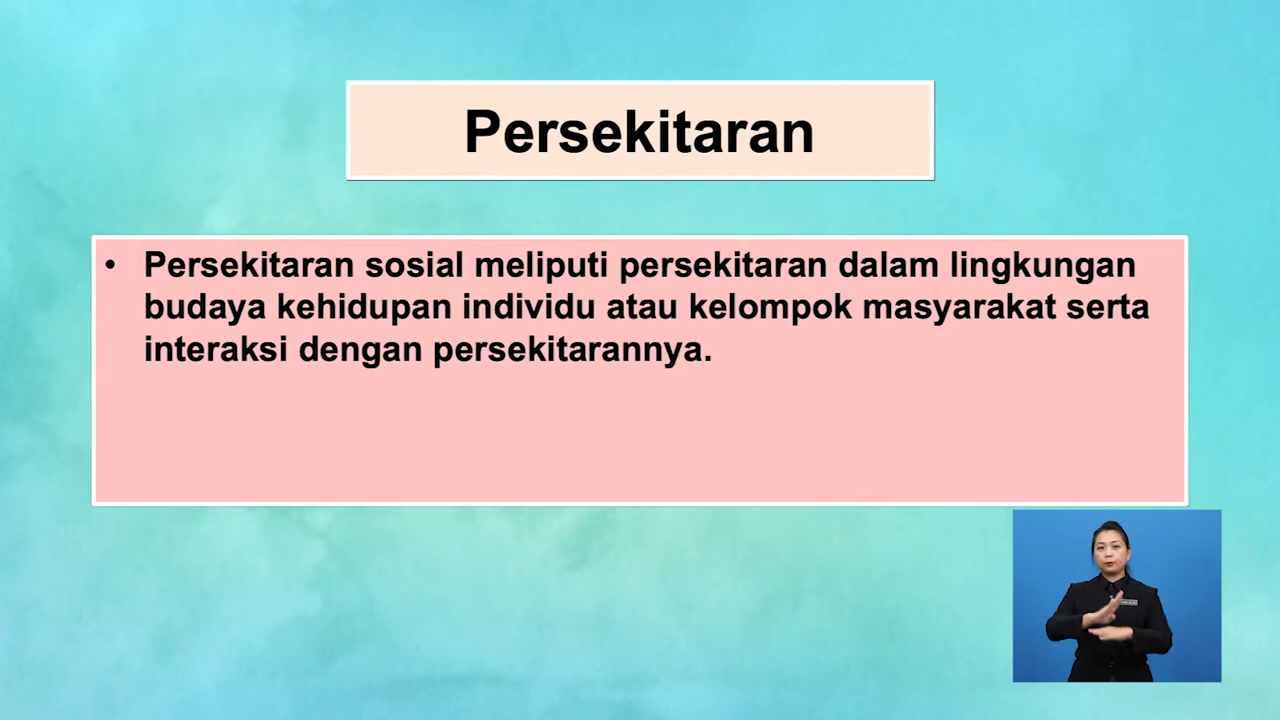 Persekitaran
• Persekitaran sosial meliputi persekitaran dalam lingkungan
budaya kehidupan individu atau kelompok masyarakat serta
interaksi dengan persekitarannya.